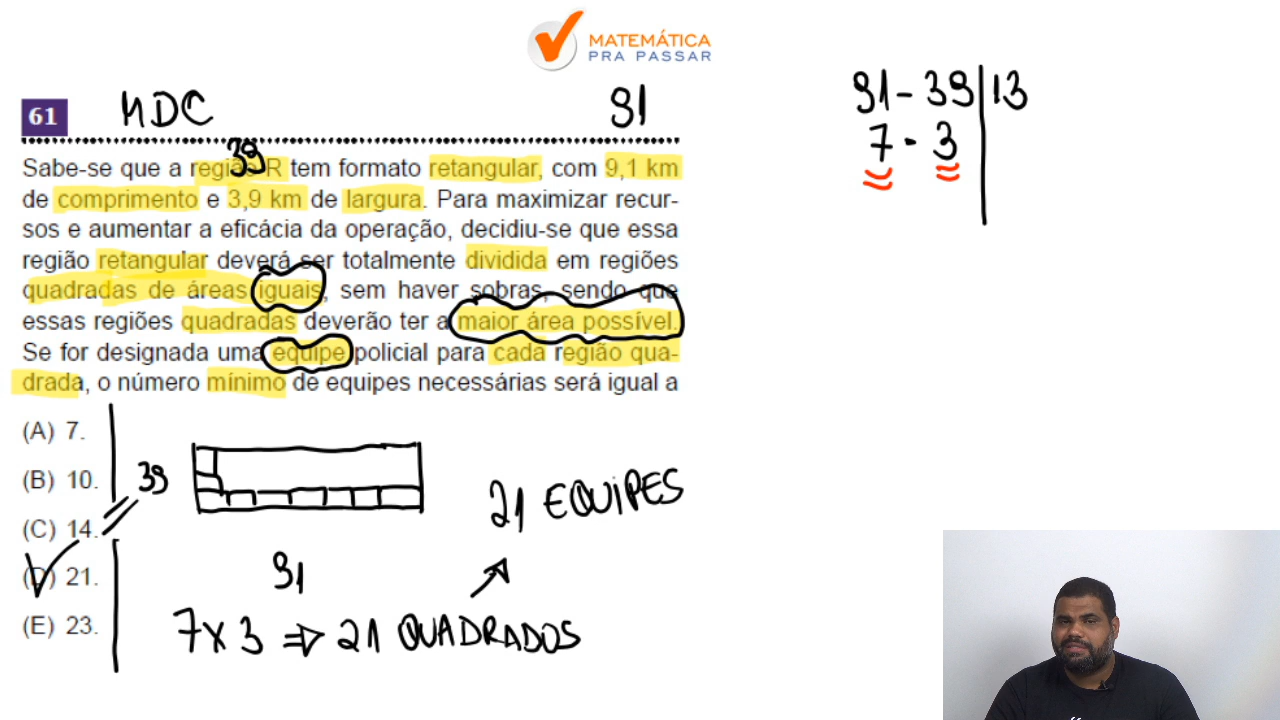 MATEMÁTICA
PRA PASSAR
61
MDC
91
91 - 39 | 13
7 - 3
39
Sabe-se que a região R tem formato retangular, com 9,1 km
de comprimento e 3,9 km de largura. Para maximizar recur-
sos e aumentar a eficácia da operação, decidiu-se que essa
região retangular deverá ser totalmente dividida em regiões
quadradas de áreas iguais, sem haver sobras, sendo que
essas regiões quadradas deverão ter a maior área possível.
Se for designada uma equipe policial para cada região qua-
drada, o número mínimo de equipes necessárias será igual a
(A) 7.
(B) 10.
(C) 14.
(D) 21.
(E) 23.
39
91
21 EQUIPES
7 x 3 ⇒ 21 QUADRADOS